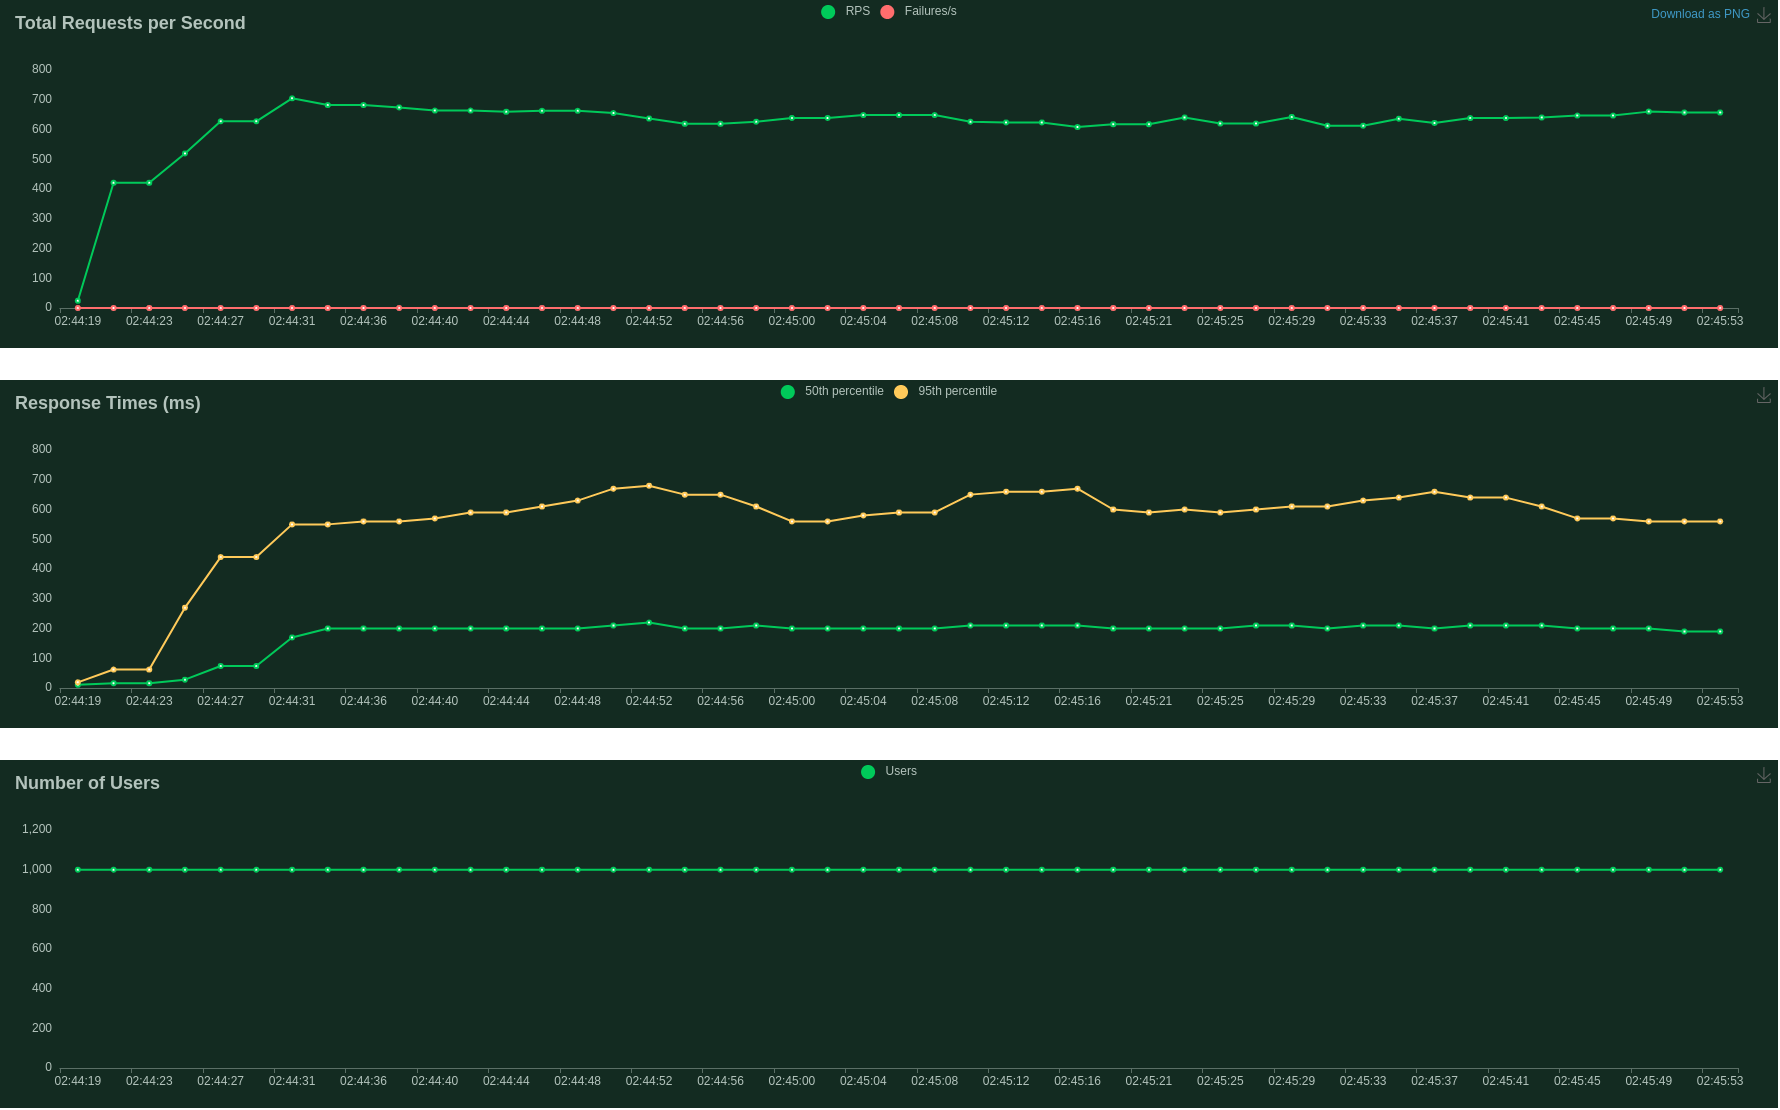 Total Requests per Second
RPS Failures/s
Download as PNG
800
700
600
500
400
300
200
100
0
02:44:19 02:44:23 02:44:27 02:44:31 02:44:36 02:44:40 02:44:44 02:44:48 02:44:52 02:44:56 02:45:00 02:45:04 02:45:08 02:45:12 02:45:16 02:45:21 02:45:25 02:45:29 02:45:33 02:45:37 02:45:41 02:45:45 02:45:49 02:45:53
Response Times (ms)
50th percentile 95th percentile
800
700
600
500
400
300
200
100
0
02:44:19 02:44:23 02:44:27 02:44:31 02:44:36 02:44:40 02:44:44 02:44:48 02:44:52 02:44:56 02:45:00 02:45:04 02:45:08 02:45:12 02:45:16 02:45:21 02:45:25 02:45:29 02:45:33 02:45:37 02:45:41 02:45:45 02:45:49 02:45:53
Number of Users
Users
1,200
1,000
800
600
400
200
0
02:44:19 02:44:23 02:44:27 02:44:31 02:44:36 02:44:40 02:44:44 02:44:48 02:44:52 02:44:56 02:45:00 02:45:04 02:45:08 02:45:12 02:45:16 02:45:21 02:45:25 02:45:29 02:45:33 02:45:37 02:45:41 02:45:45 02:45:49 02:45:53